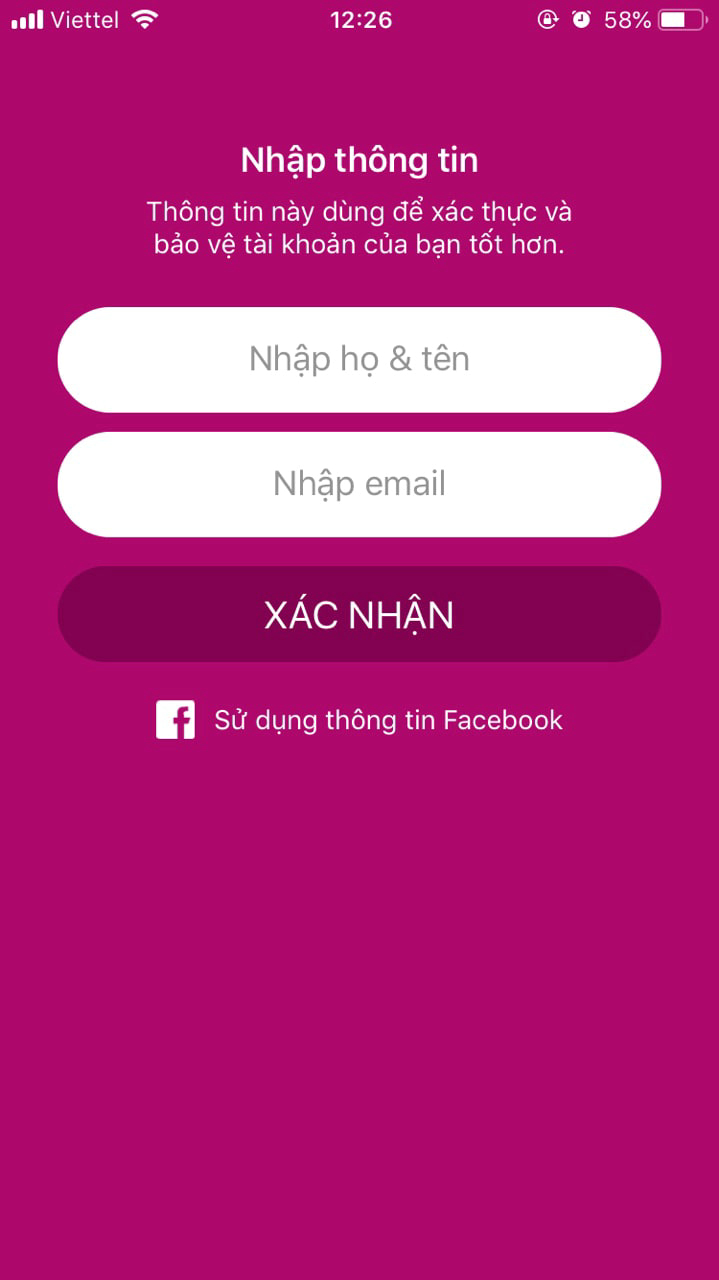 Viettel 12:26 58%
Nhập thông tin
Thông tin này dùng để xác thực và
bảo vệ tài khoản của bạn tốt hơn.
Nhập họ & tên
Nhập email
XÁC NHẬN
Sử dụng thông tin Facebook